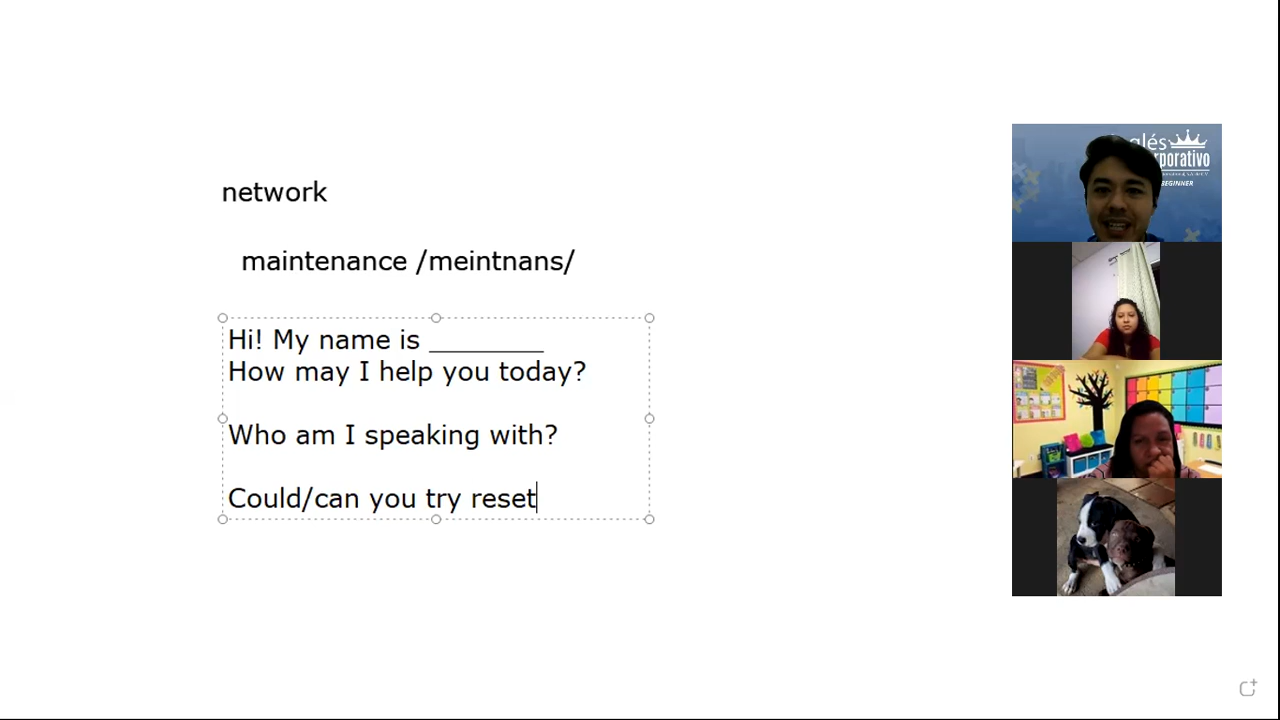 network
maintenance /meintnans/
Hi! My name is ________
How may I help you today?
Who am I speaking with?
Could/can you try reset
BEGINNER